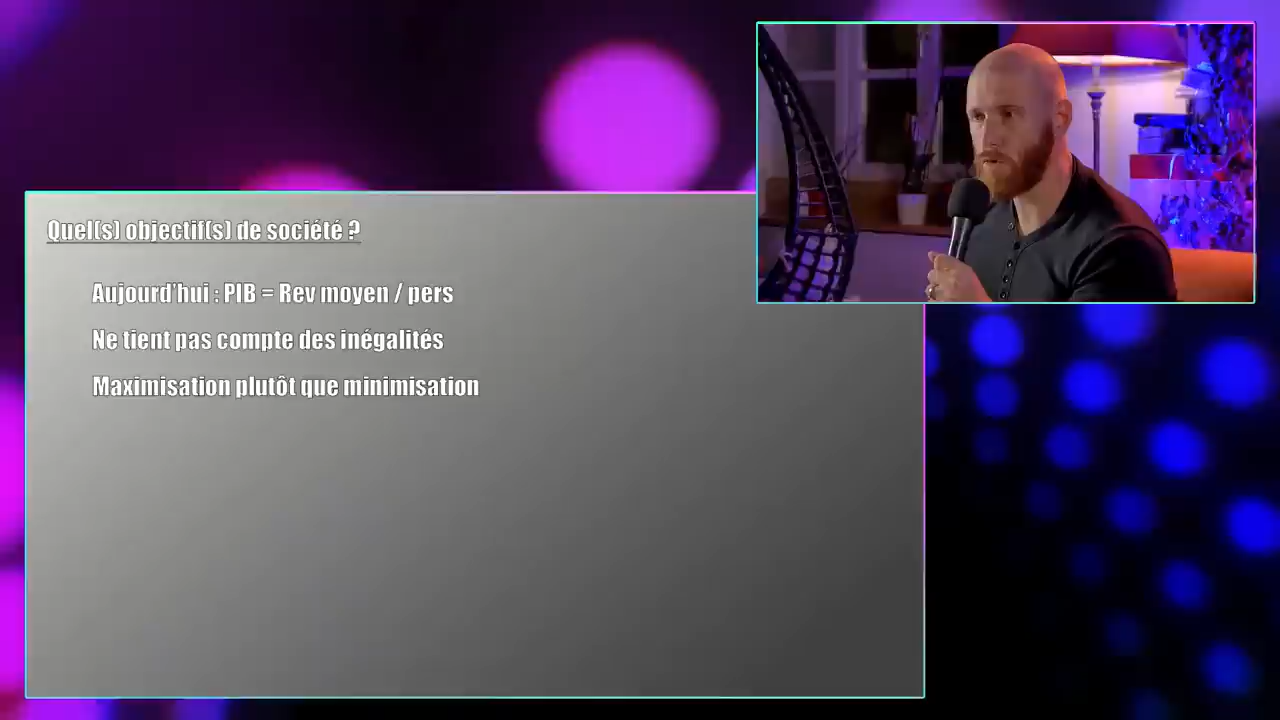 Quel(s) objectif(s) de société ?
Aujourd'hui : PIB = Rev moyen / pers
Ne tient pas compte des inégalités
Maximisation plutôt que minimisation